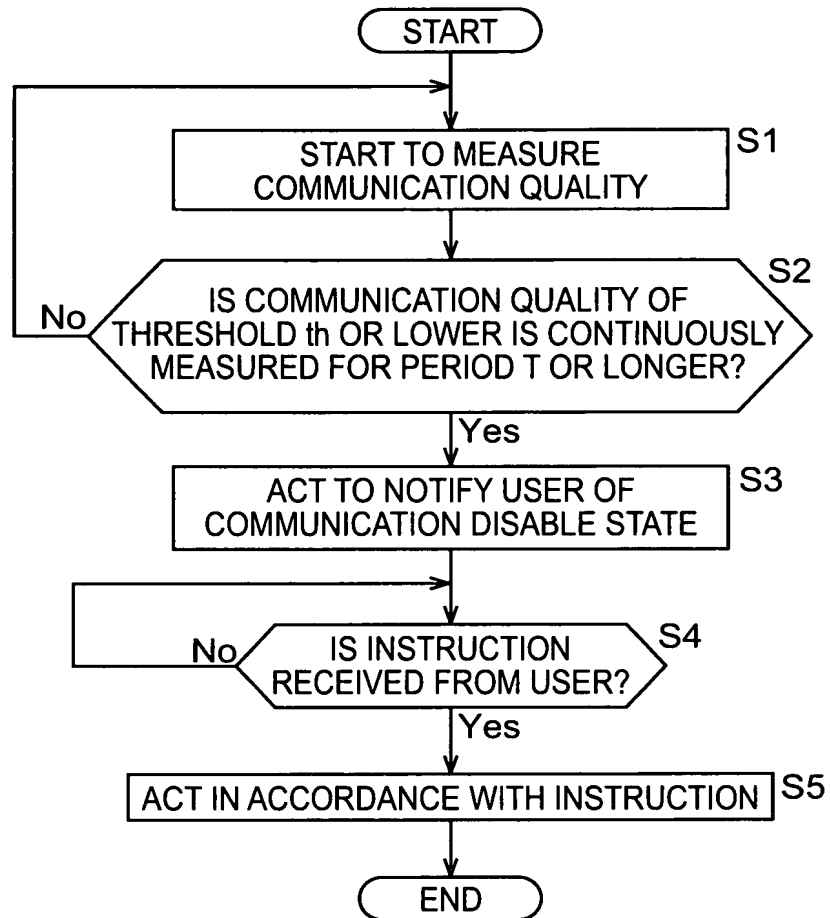 START
START TO MEASURE
COMMUNICATION QUALITY
S1
IS COMMUNICATION QUALITY OF
THRESHOLD th OR LOWER IS CONTINUOUSLY
MEASURED FOR PERIOD T OR LONGER?
S2
No
Yes
ACT TO NOTIFY USER OF
COMMUNICATION DISABLE STATE
S3
IS INSTRUCTION
RECEIVED FROM USER?
S4
No
Yes
ACT IN ACCORDANCE WITH INSTRUCTION
S5
END